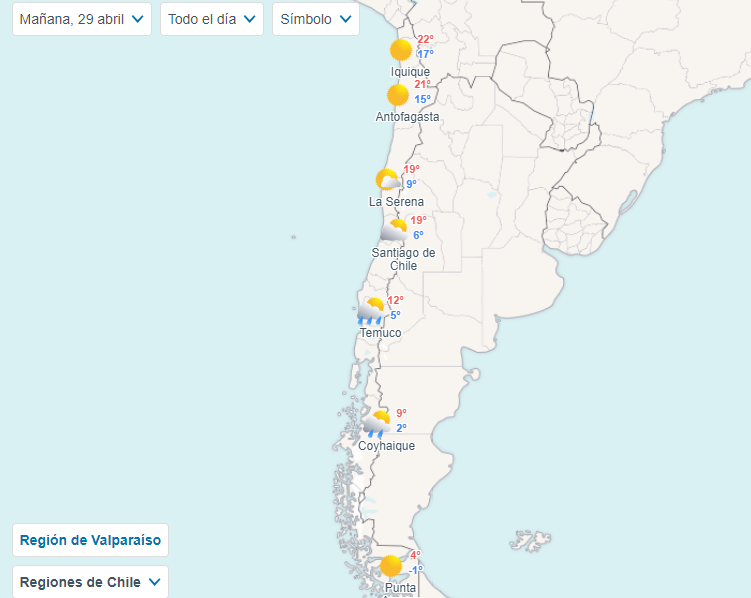 Mañana, 29 abril
Todo el día
Símbolo
22°
17°
Iquique
21°
15°
Antofagasta
19°
9°
La Serena
19°
6°
Santiago de
Chile
12°
5°
Temuco
9°
2°
Coyhaique
Región de Valparaíso
Regiones de Chile
4°
-1°
Punta